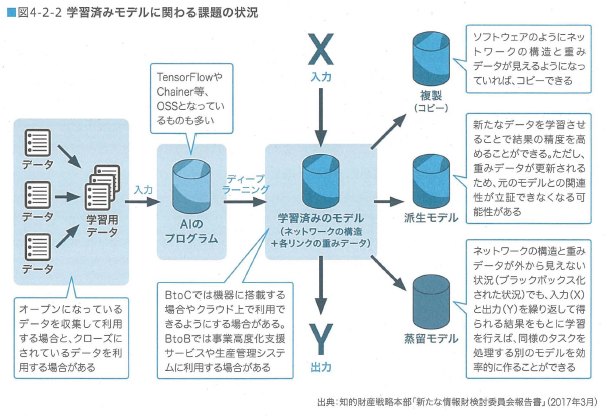 ■図4-2-2 学習済みモデルに関わる課題の状況
TensorFlowや
Chainer等、
OSSとなってい
るものも多い
X
入力
複製
(コピー)
ソフトウェアのようにネッ
トワークの構造と重み
データが見えるようになっ
ていれば、コピーできる
データ
データ
データ
学習用
データ
入力
AIの
プログラム
ディープ
ラーニング
学習済みのモデル
(ネットワークの構造
+各リンクの重みデータ)
派生モデル
新たなデータを学習させ
ることで結果の精度を高
めることができる。ただし、
重みデータが更新される
ため、元のモデルとの関連
性が立証できなくなる可
能性がある
オープンになっている
データを収集して利用
する場合と、クローズに
されているデータを利
用する場合がある
BtoCでは機器に搭載する
場合やクラウド上で利用で
きるようにする場合がある。
BtoBでは事業高度化支援
サービスや生産管理システ
ムに利用する場合がある
Y
出力
蒸留モデル
ネットワークの構造と重み
データが外から見えない
状況(ブラックボックス化
された状況)でも、入力(X)
と出力(Y)を繰り返して得
られる結果をもとに学習
を行えば、同様のタスクを
処理する別のモデルを効
率的に作ることができる
出典:知的財産戦略本部「新たな情報財検討委員会報告書」(2017年3月)